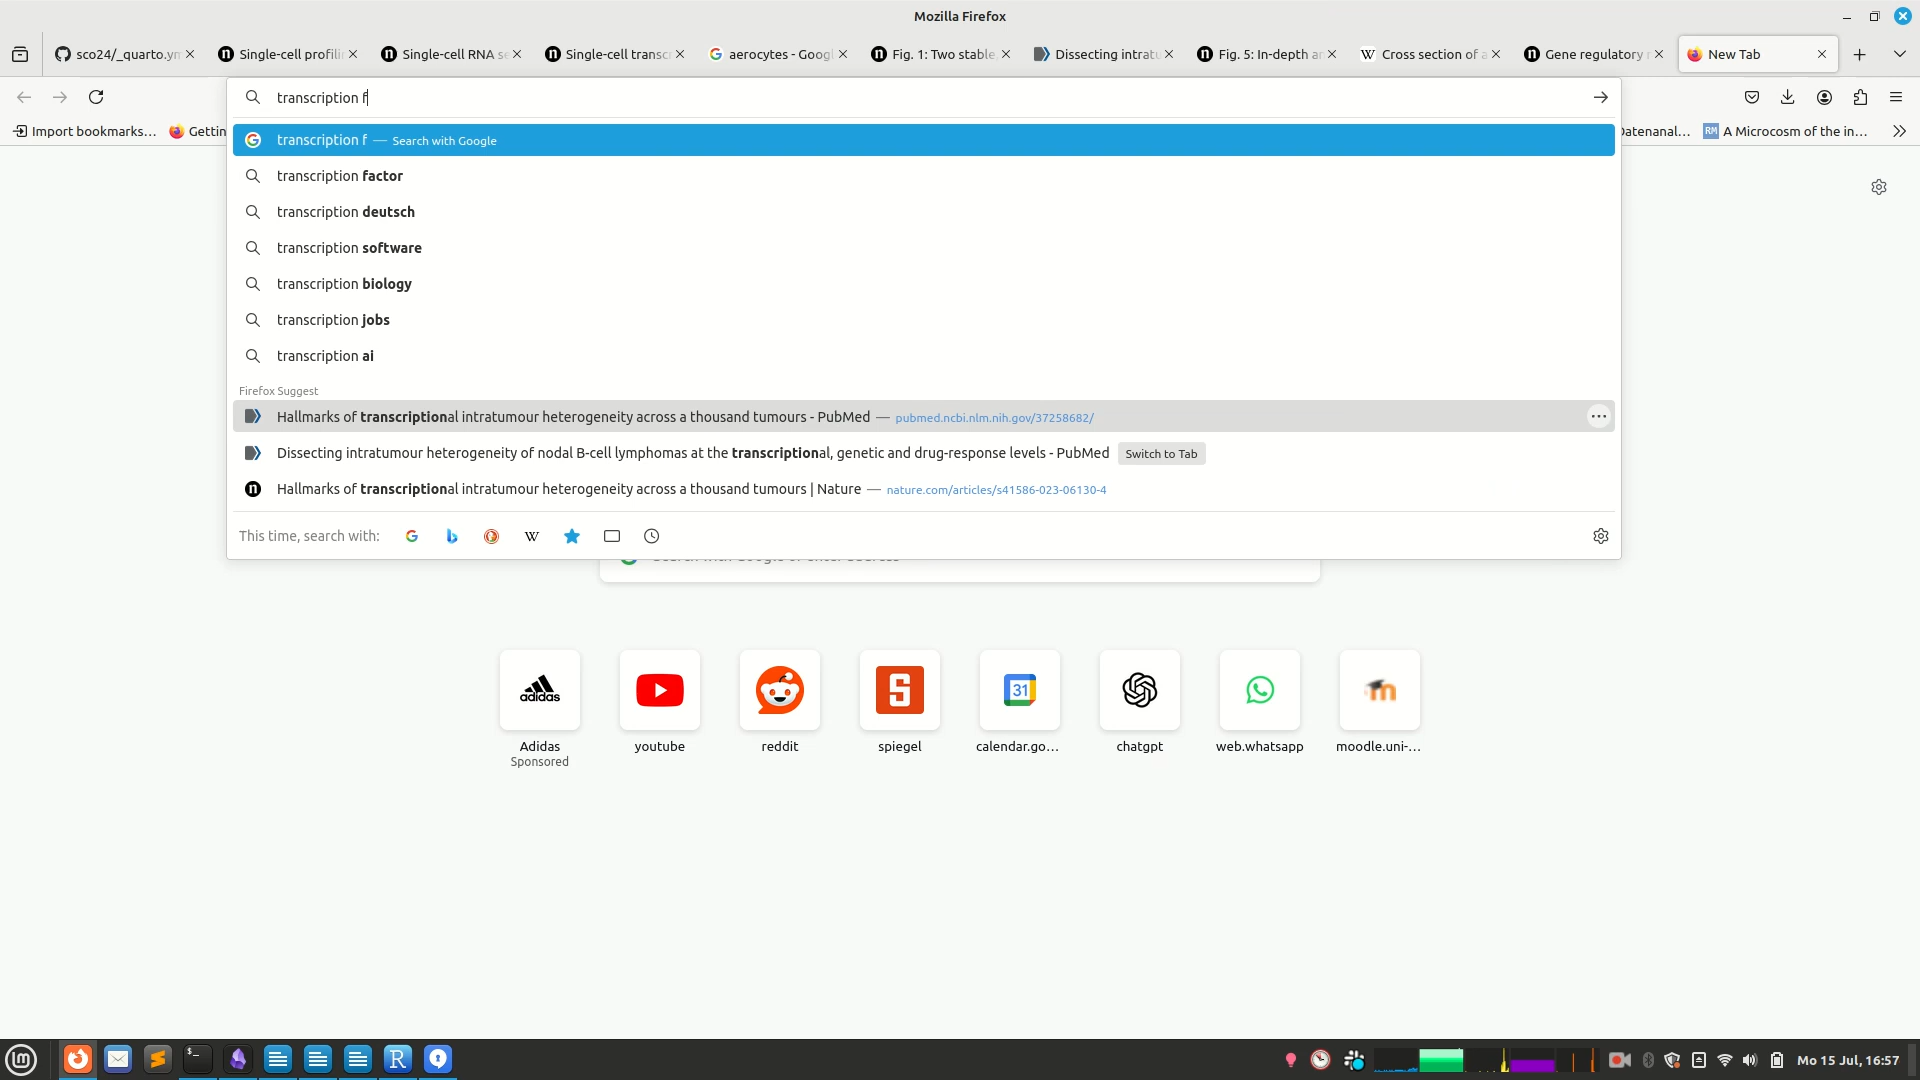 Mozilla Firefox
sco24/_quarto.ym
Single-cell profili
Single-cell RNA se
Single-cell transc
aerocytes - Googl
Fig. 1: Two stable
Dissecting intratu
Fig. 5: In-depth an
Cross section of a
Gene regulatory n
New Tab
transcription f
Import bookmarks...
Gettin
Datenanal...
RM A Microcosm of the in...
transcription f — Search with Google
transcription factor
transcription deutsch
transcription software
transcription biology
transcription jobs
transcription ai
Firefox Suggest
Hallmarks of transcriptional intratumour heterogeneity across a thousand tumours - PubMed — pubmed.ncbi.nlm.nih.gov/37258682/
Dissecting intratumour heterogeneity of nodal B-cell lymphomas at the transcriptional, genetic and drug-response levels - PubMed Switch to Tab
Hallmarks of transcriptional intratumour heterogeneity across a thousand tumours | Nature — nature.com/articles/s41586-023-06130-4
This time, search with:
adidas
31
Adidas
Sponsored
youtube
reddit
spiegel
calendar.go...
chatgpt
web.whatsapp
moodle.uni-...
Mo 15 Jul, 16:57